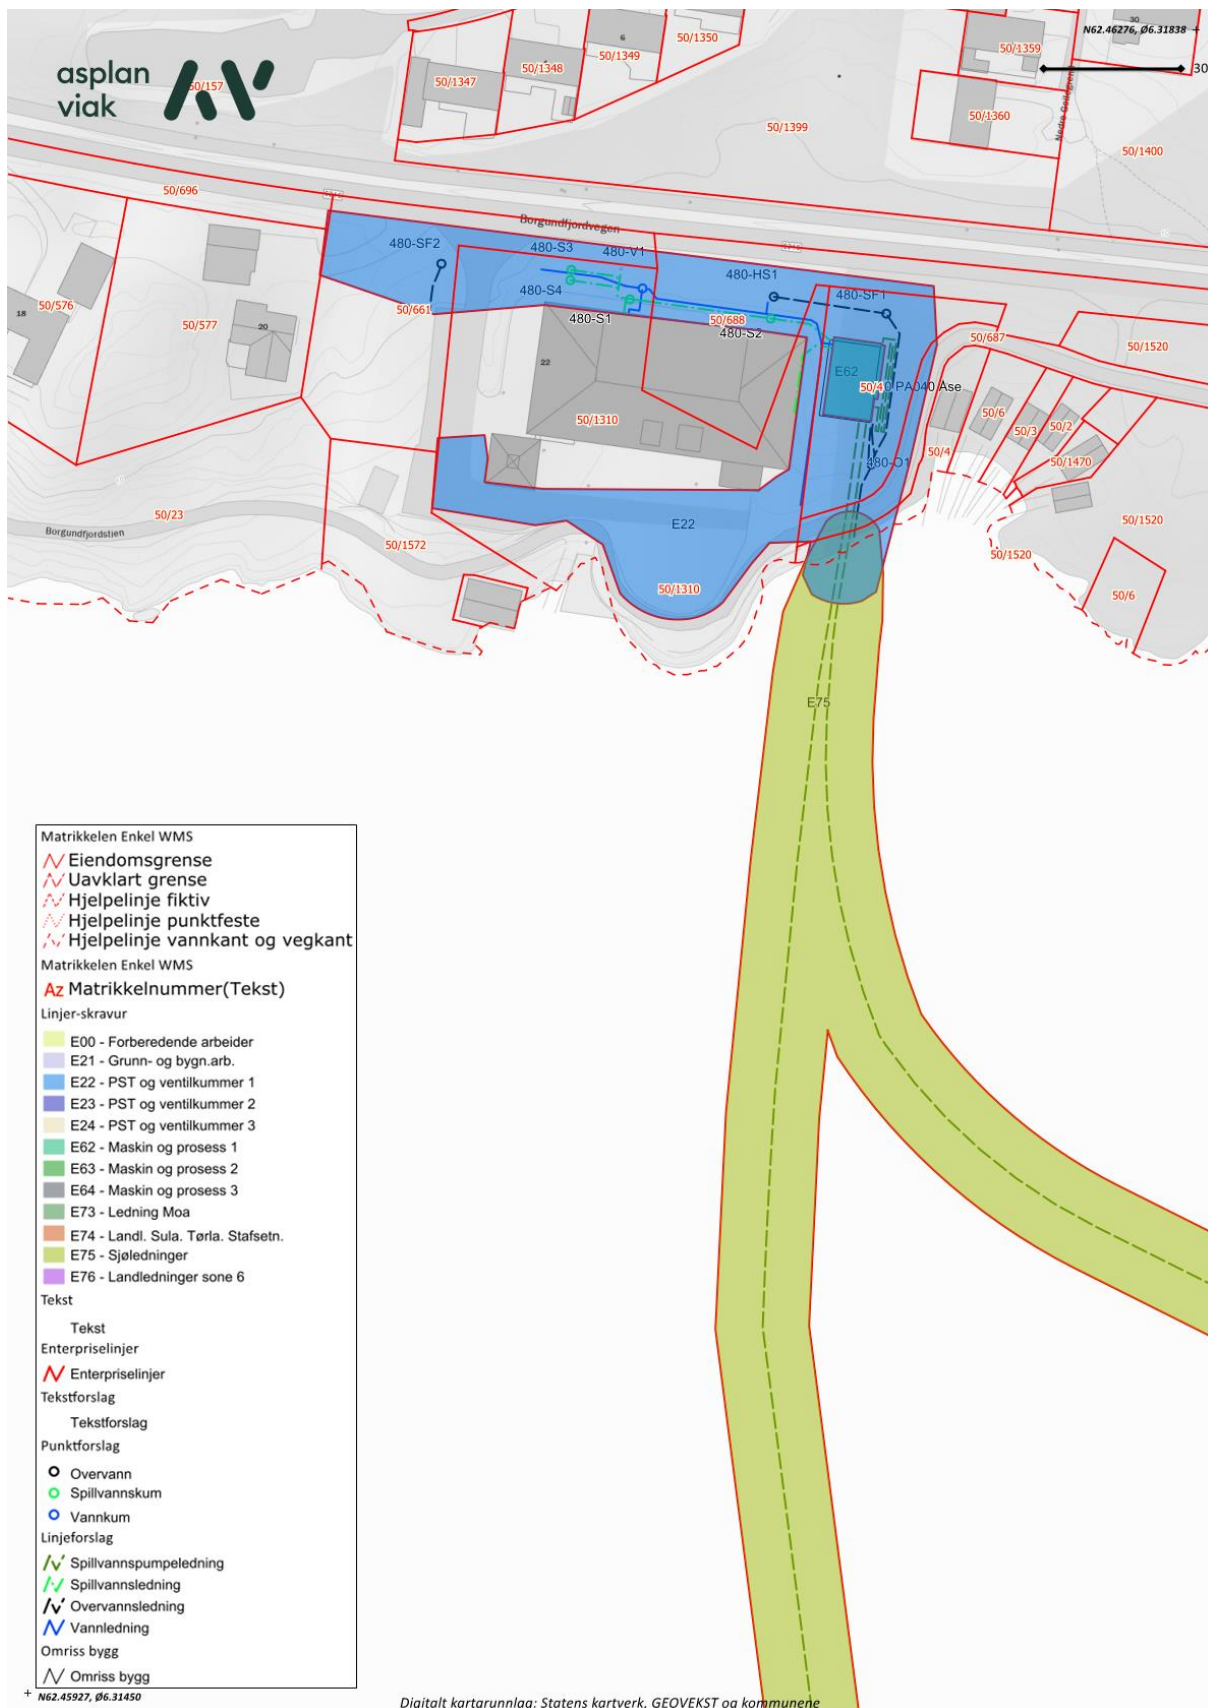 N62.46276, Ø6.31838
30
asplan
viak
50/157
50/1347
50/1348
6
50/1349
50/1350
30
50/1359
50/1360
50/1399
50/1400
50/696
Borgundfjordvegen
480-SF2
480-S3
480-V1
480-HS1
480-SF1
480-S4
480-S1
480-S2
50/576
18
50/577
20
50/661
50/688
50/687
50/1520
22
E62
50/4
PA040 Ase
50/1310
50/6
50/3
50/2
50/4
50/1470
480-O1
50/23
Borgundfjordstien
50/1572
E22
50/1520
50/1520
50/1310
50/6
E75
Matrikkelen Enkel WMS
Eiendomsgrense
Uavklart grense
Hjelpelinje fiktiv
Hjelpelinje punktfeste
Hjelpelinje vannkant og vegkant
Matrikkelen Enkel WMS
Az Matrikkelnummer(Tekst)
Linjer-skravur
E00 - Forberedende arbeider
E21 - Grunn- og bygn.arb.
E22 - PST og ventilkummer 1
E23 - PST og ventilkummer 2
E24 - PST og ventilkummer 3
E62 - Maskin og prosess 1
E63 - Maskin og prosess 2
E64 - Maskin og prosess 3
E73 - Ledning Moa
E74 - Landl. Sula. Tørla. Stafsetn.
E75 - Sjøledninger
E76 - Landledninger sone 6
Tekst
Tekst
Enterpriselinjer
Enterpriselinjer
Tekstforslag
Tekstforslag
Punktforslag
Overvann
Spillvannskum
Vannkum
Linjeforslag
Spillvannspumpeledning
Spillvannsledning
Overvannsledning
Vannledning
Omriss bygg
Omriss bygg
N62.45927, Ø6.31450
Digitalt kartgrunnlag: Statens kartverk, GEOVEKST og kommunene